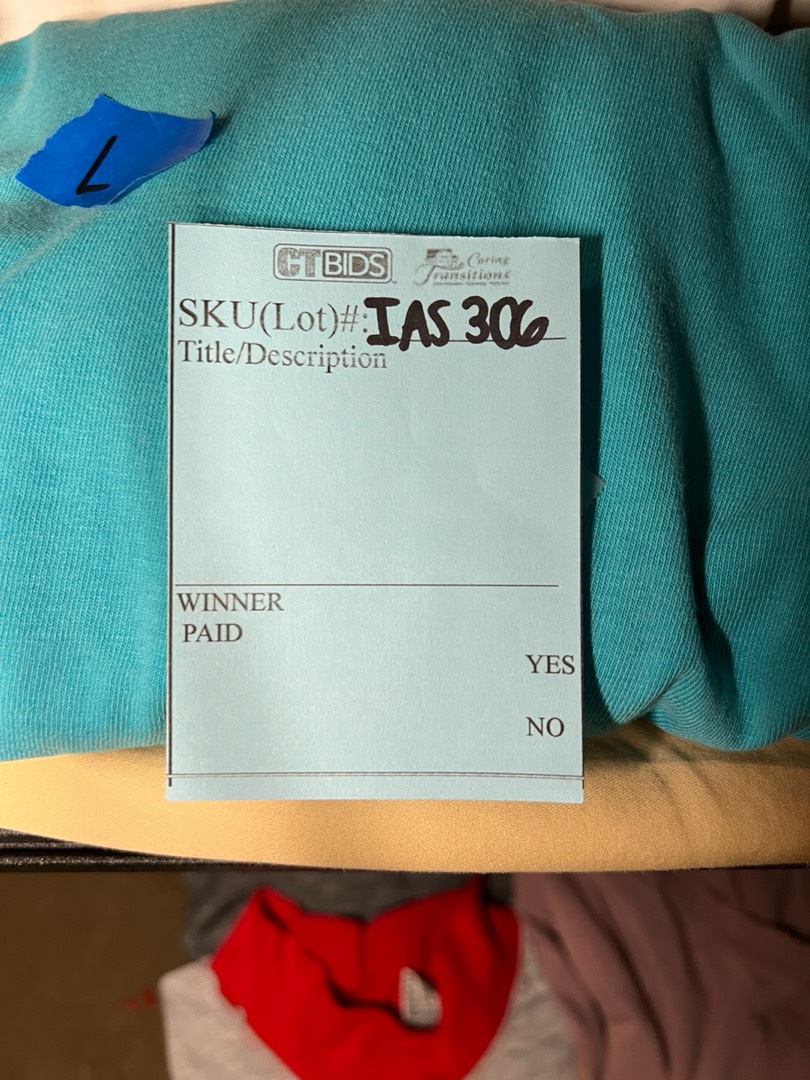 L
CTBIDS
Caring
Transitions
SKU(Lot)#:IAS 306
Title/Description
WINNER
PAID
YES
NO